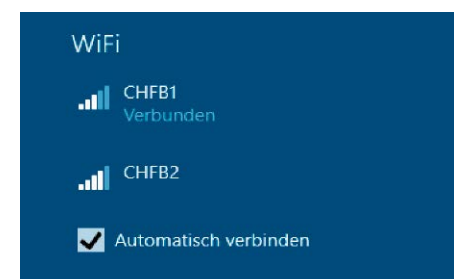 WiFi
CHFB1
Verbunden
CHFB2
Automatisch verbinden